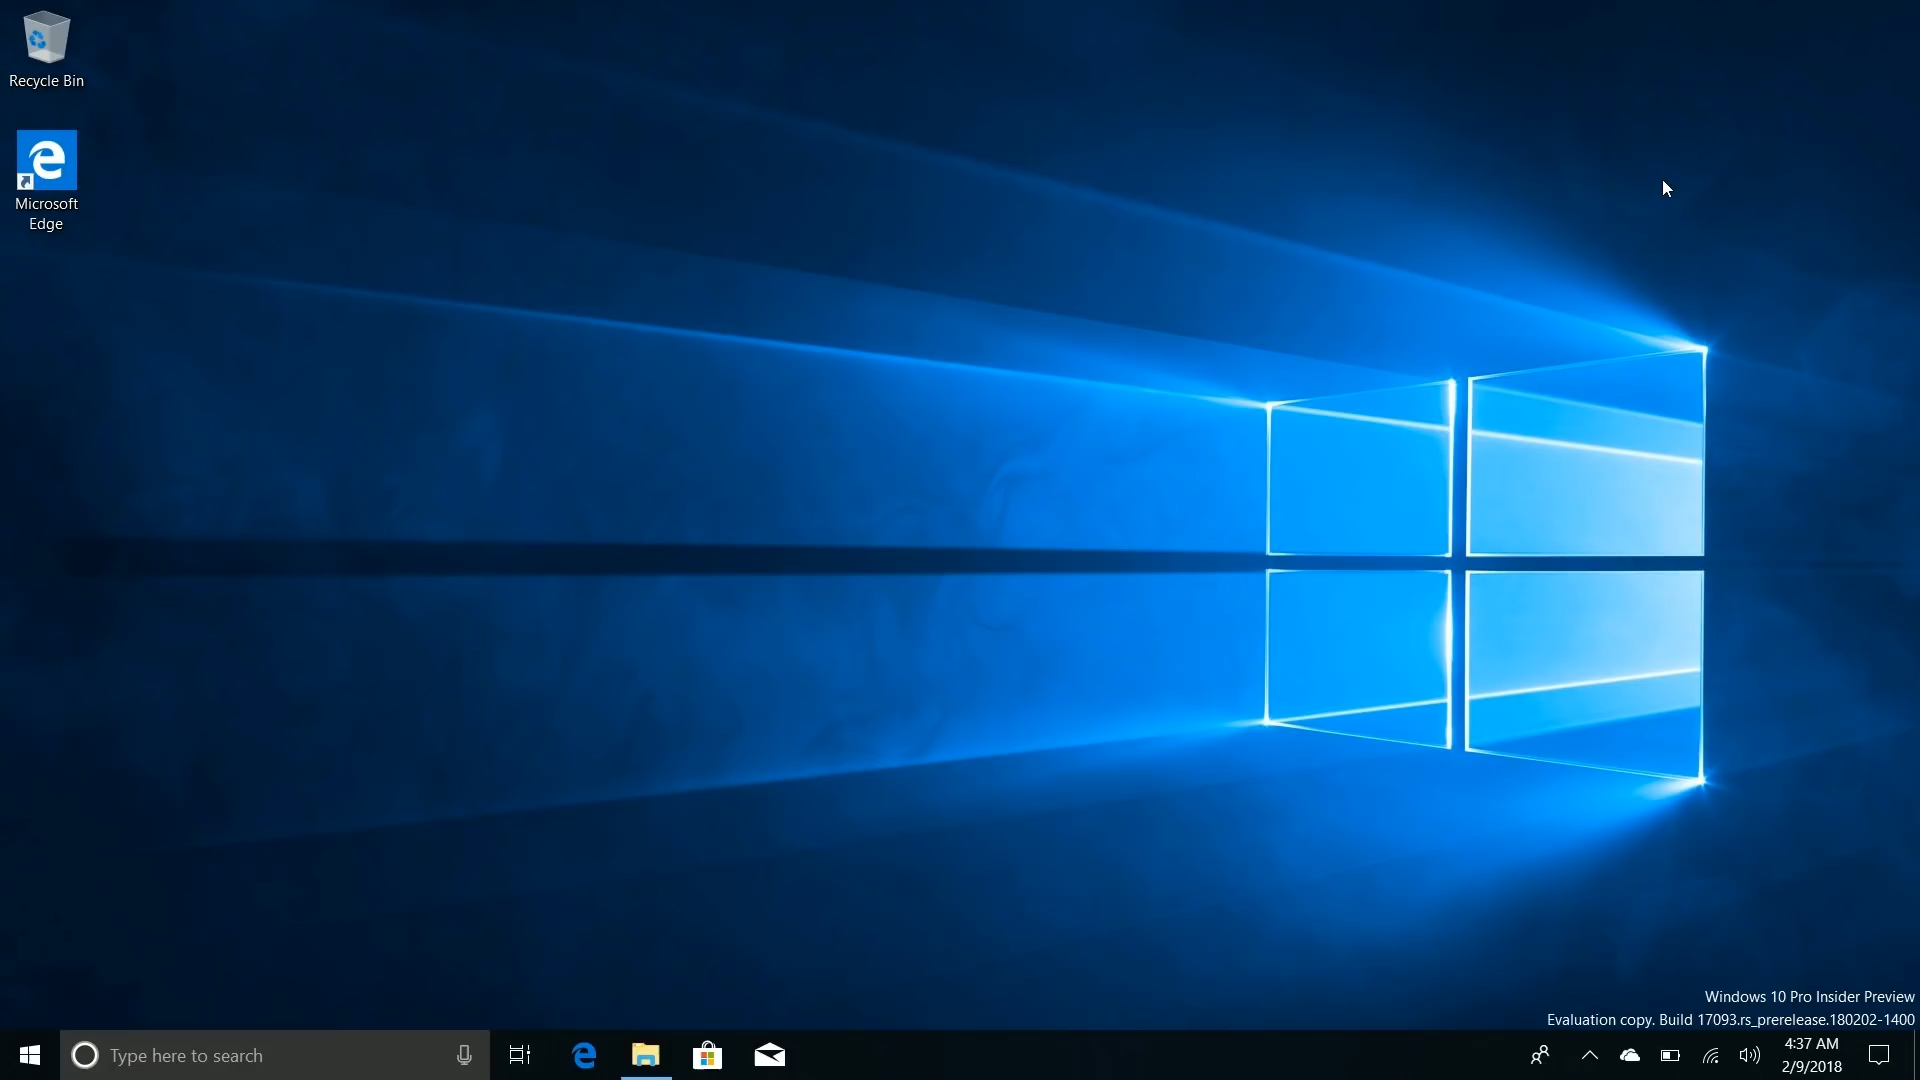 Recycle Bin
Microsoft
Edge
Windows 10 Pro Insider Preview
Evaluation copy. Build 17093.rs_prerelease.180202-1400
Type here to search
4:37 AM
2/9/2018